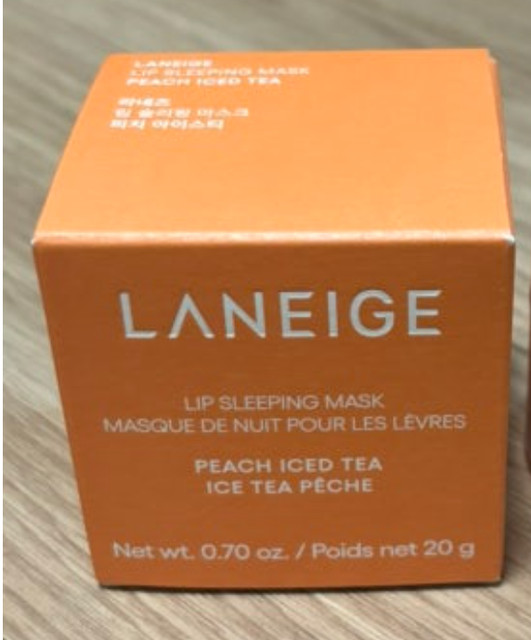 LANEIGE
LIP SLEEPING MASK
PEACH ICED TEA
라네즈
립 슬리핑 마스크
피치 아이스티
LANEIGE
LIP SLEEPING MASK
MASQUE DE NUIT POUR LES LÈVRES
PEACH ICED TEA
ICE TEA PÊCHE
Net wt. 0.70 oz. / Poids net 20 g